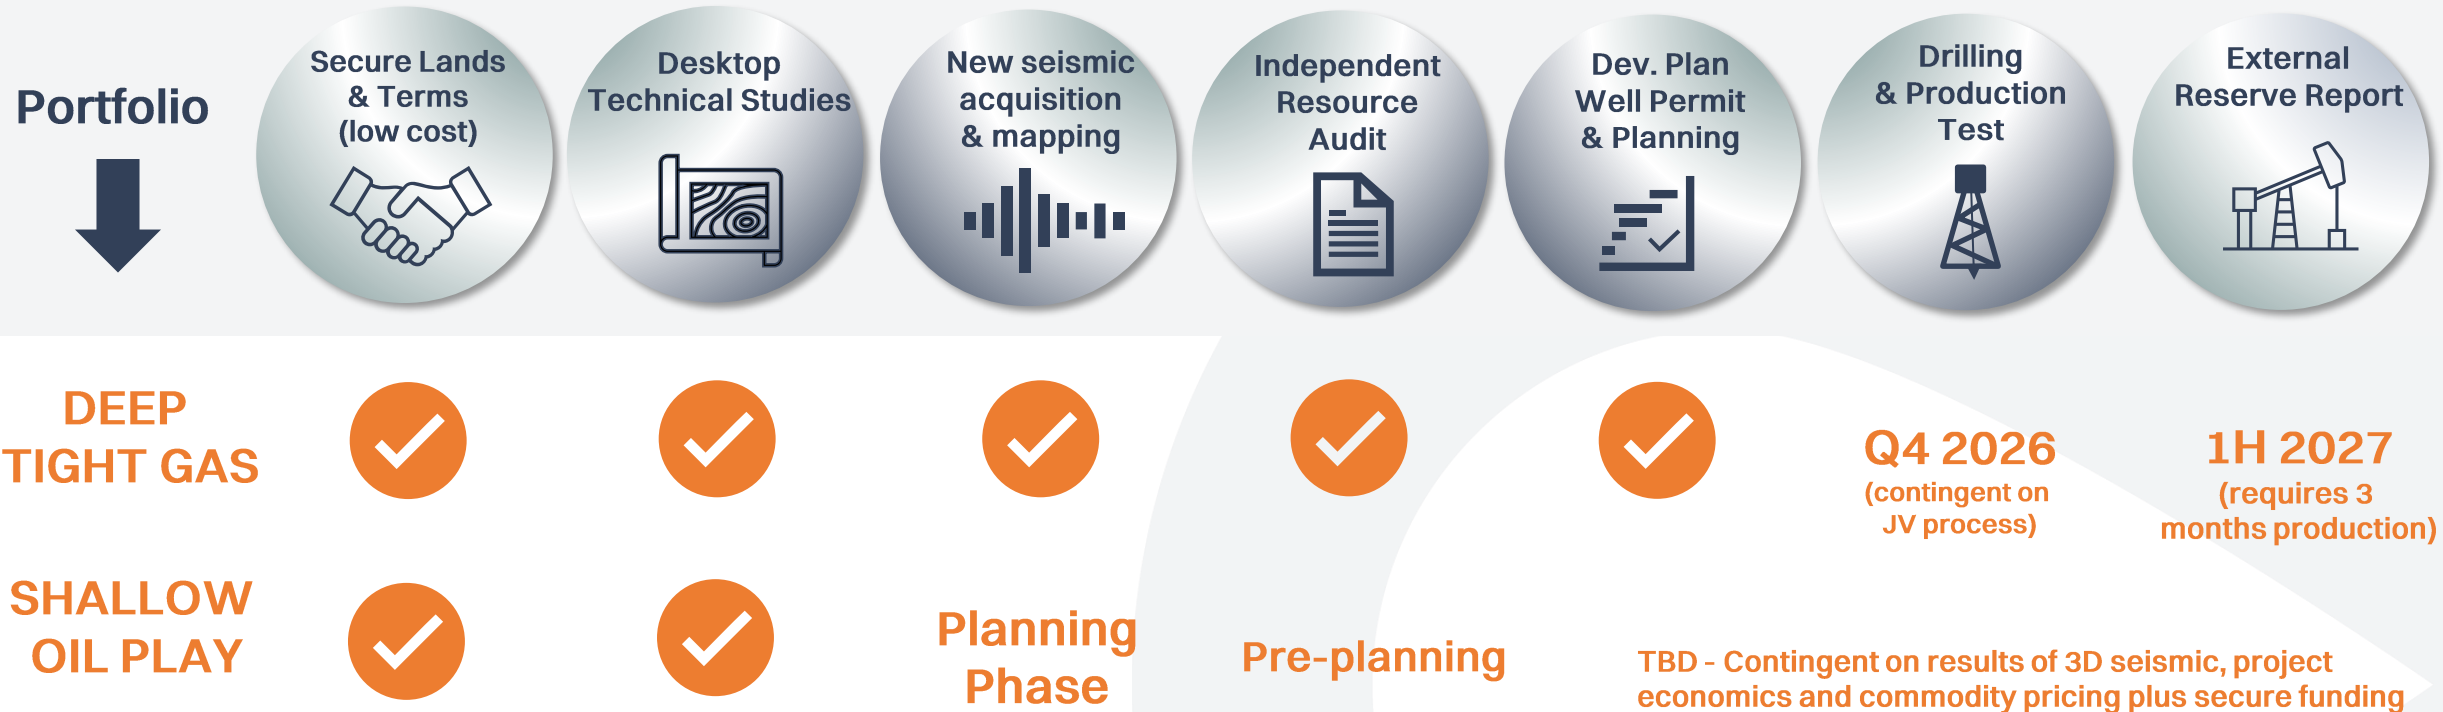 Portfolio
Secure Lands
& Terms
(low cost)
Desktop
Technical Studies
New seismic
acquisition
& mapping
Independent
Resource
Audit
Dev. Plan
Well Permit
& Planning
Drilling
& Production
Test
External
Reserve Report
DEEP
TIGHT GAS
Q4 2026
(contingent on
JV process)
1H 2027
(requires 3
months production)
SHALLOW
OIL PLAY
Planning
Phase
Pre-planning
TBD - Contingent on results of 3D seismic, project
economics and commodity pricing plus secure funding